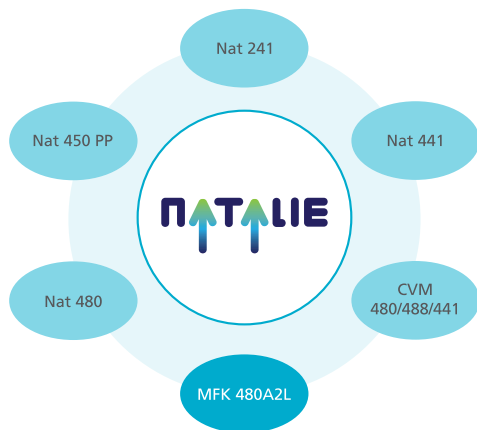 Nat 241
Nat 450 PP
Nat 441
NATALIE
Nat 480
CVM
480/488/441
MFK 480A2L